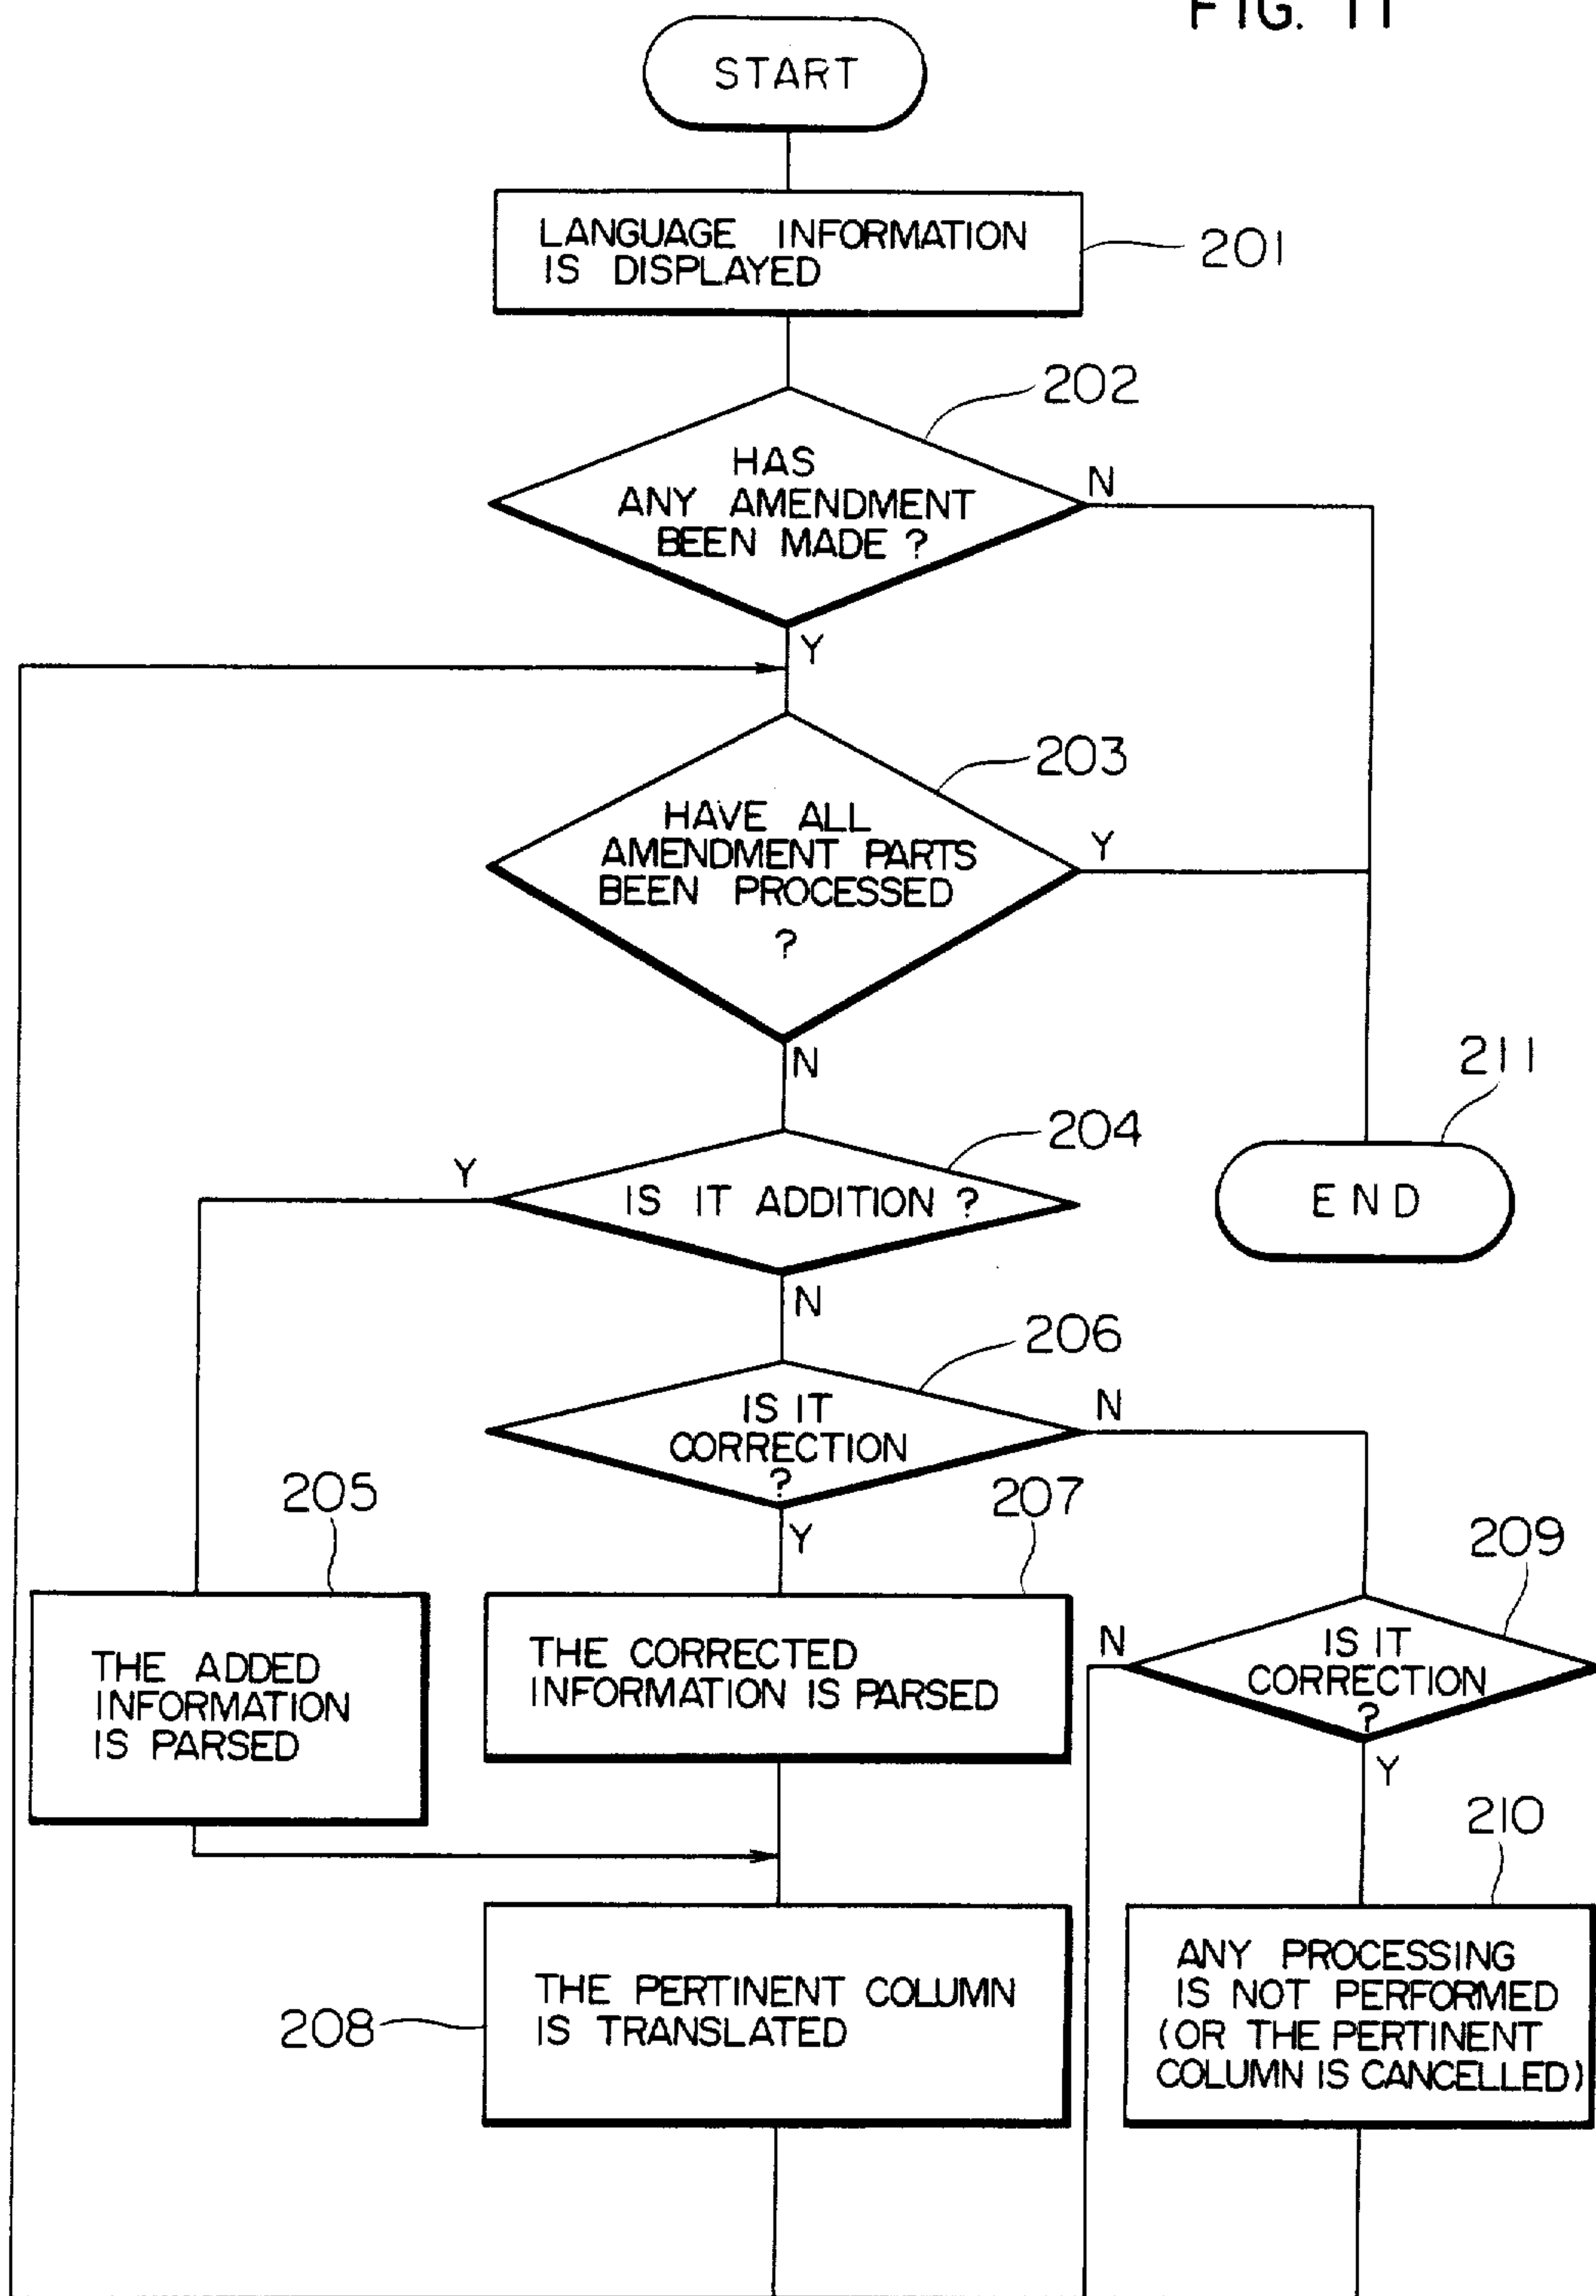 FIG. 11
START
LANGUAGE INFORMATION
IS DISPLAYED
201
202
HAS
ANY AMENDMENT
BEEN MADE ?
N
Y
203
HAVE ALL
AMENDMENT PARTS
BEEN PROCESSED
?
Y
N
211
END
204
Y
IS IT ADDITION ?
N
206
IS IT
CORRECTION
?
N
Y
205
THE ADDED
INFORMATION
IS PARSED
207
THE CORRECTED
INFORMATION IS PARSED
209
N
IS IT
CORRECTION
?
Y
208
THE PERTINENT COLUMN
IS TRANSLATED
210
ANY PROCESSING
IS NOT PERFORMED
(OR THE PERTINENT
COLUMN IS CANCELLED)